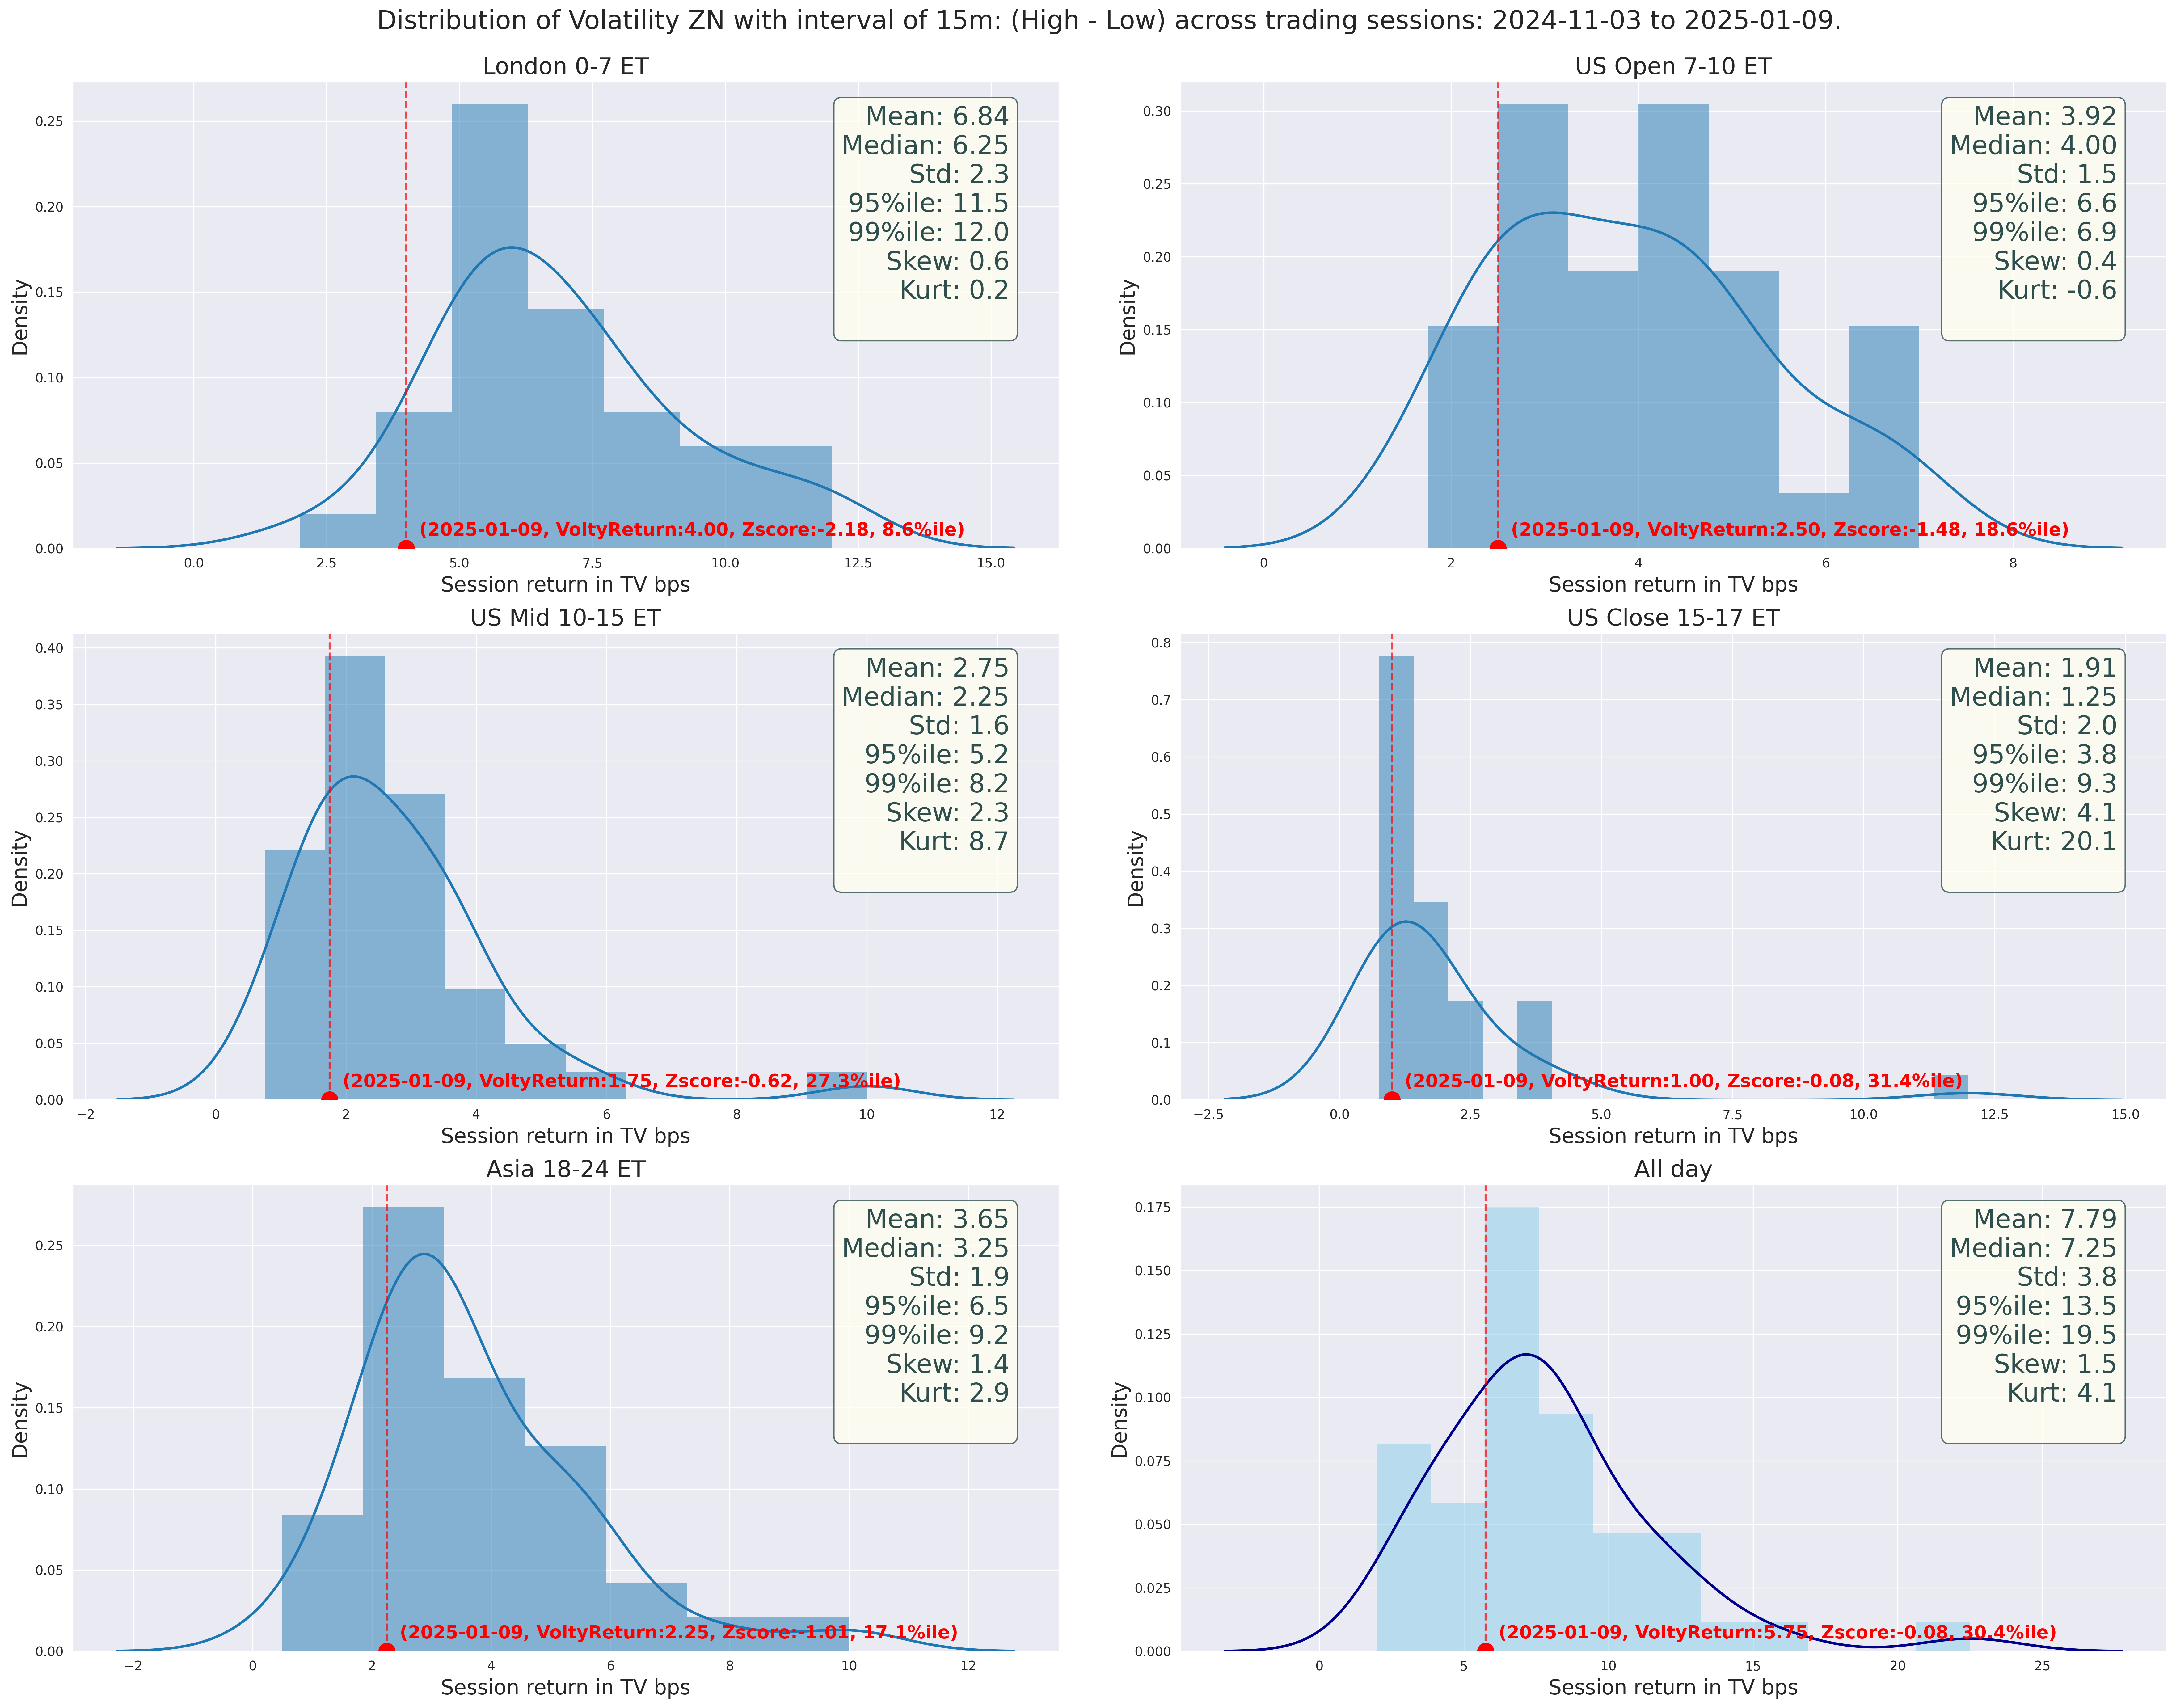 Distribution of Volatility ZN with interval of 15m: (High - Low) across trading sessions: 2024-11-03 to 2025-01-09.
London 0-7 ET
Density
0.25
0.20
0.15
0.10
0.05
0.00
Mean: 6.84
Median: 6.25
Std: 2.3
95%ile: 11.5
99%ile: 12.0
Skew: 0.6
Kurt: 0.2
(2025-01-09, VoltyReturn:4.00, Zscore:-2.18, 8.6%ile)
0.0 2.5 5.0 7.5 10.0 12.5 15.0
Session return in TV bps
US Open 7-10 ET
Density
0.30
0.25
0.20
0.15
0.10
0.05
0.00
Mean: 3.92
Median: 4.00
Std: 1.5
95%ile: 6.6
99%ile: 6.9
Skew: 0.4
Kurt: -0.6
(2025-01-09, VoltyReturn:2.50, Zscore:-1.48, 18.6%ile)
0 2 4 6 8
Session return in TV bps
US Mid 10-15 ET
Density
0.40
0.35
0.30
0.25
0.20
0.15
0.10
0.05
0.00
Mean: 2.75
Median: 2.25
Std: 1.6
95%ile: 5.2
99%ile: 8.2
Skew: 2.3
Kurt: 8.7
(2025-01-09, VoltyReturn:1.75, Zscore:-0.62, 27.3%ile)
−2 0 2 4 6 8 10 12
Session return in TV bps
US Close 15-17 ET
Density
0.8
0.7
0.6
0.5
0.4
0.3
0.2
0.1
0.0
Mean: 1.91
Median: 1.25
Std: 2.0
95%ile: 3.8
99%ile: 9.3
Skew: 4.1
Kurt: 20.1
(2025-01-09, VoltyReturn:1.00, Zscore:-0.08, 31.4%ile)
−2.5 0.0 2.5 5.0 7.5 10.0 12.5 15.0
Session return in TV bps
Asia 18-24 ET
Density
0.25
0.20
0.15
0.10
0.05
0.00
Mean: 3.65
Median: 3.25
Std: 1.9
95%ile: 6.5
99%ile: 9.2
Skew: 1.4
Kurt: 2.9
(2025-01-09, VoltyReturn:2.25, Zscore:-1.01, 17.1%ile)
−2 0 2 4 6 8 10 12
Session return in TV bps
All day
Density
0.175
0.150
0.125
0.100
0.075
0.050
0.025
0.000
Mean: 7.79
Median: 7.25
Std: 3.8
95%ile: 13.5
99%ile: 19.5
Skew: 1.5
Kurt: 4.1
(2025-01-09, VoltyReturn:5.75, Zscore:-0.08, 30.4%ile)
0 5 10 15 20 25
Session return in TV bps